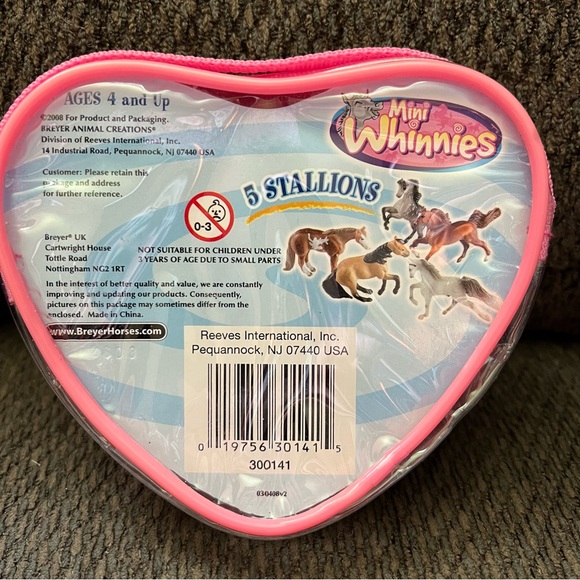 AGES 4 and Up
©2008 For Product and Packaging.
BREYER ANIMAL CREATIONS®
Division of Reeves International, Inc.
14 Industrial Road, Pequannock, NJ 07440 USA
Customer: Please retain this
package and address
for further reference.
Mini
Whinnies
5 STALLIONS
0-3
Breyer® UK
Cartwright House
Tottle Road
Nottingham NG2 1RT
NOT SUITABLE FOR CHILDREN UNDER
3 YEARS OF AGE DUE TO SMALL PARTS
In the interest of better quality and value, we are constantly
improving and updating our products. Consequently,
pictures on this package may sometimes differ from the
enclosed. Made in China.
www.BreyerHorses.com
Reeves International, Inc.
Pequannock, NJ 07440 USA
0 19756 30141 5
300141
030408v2